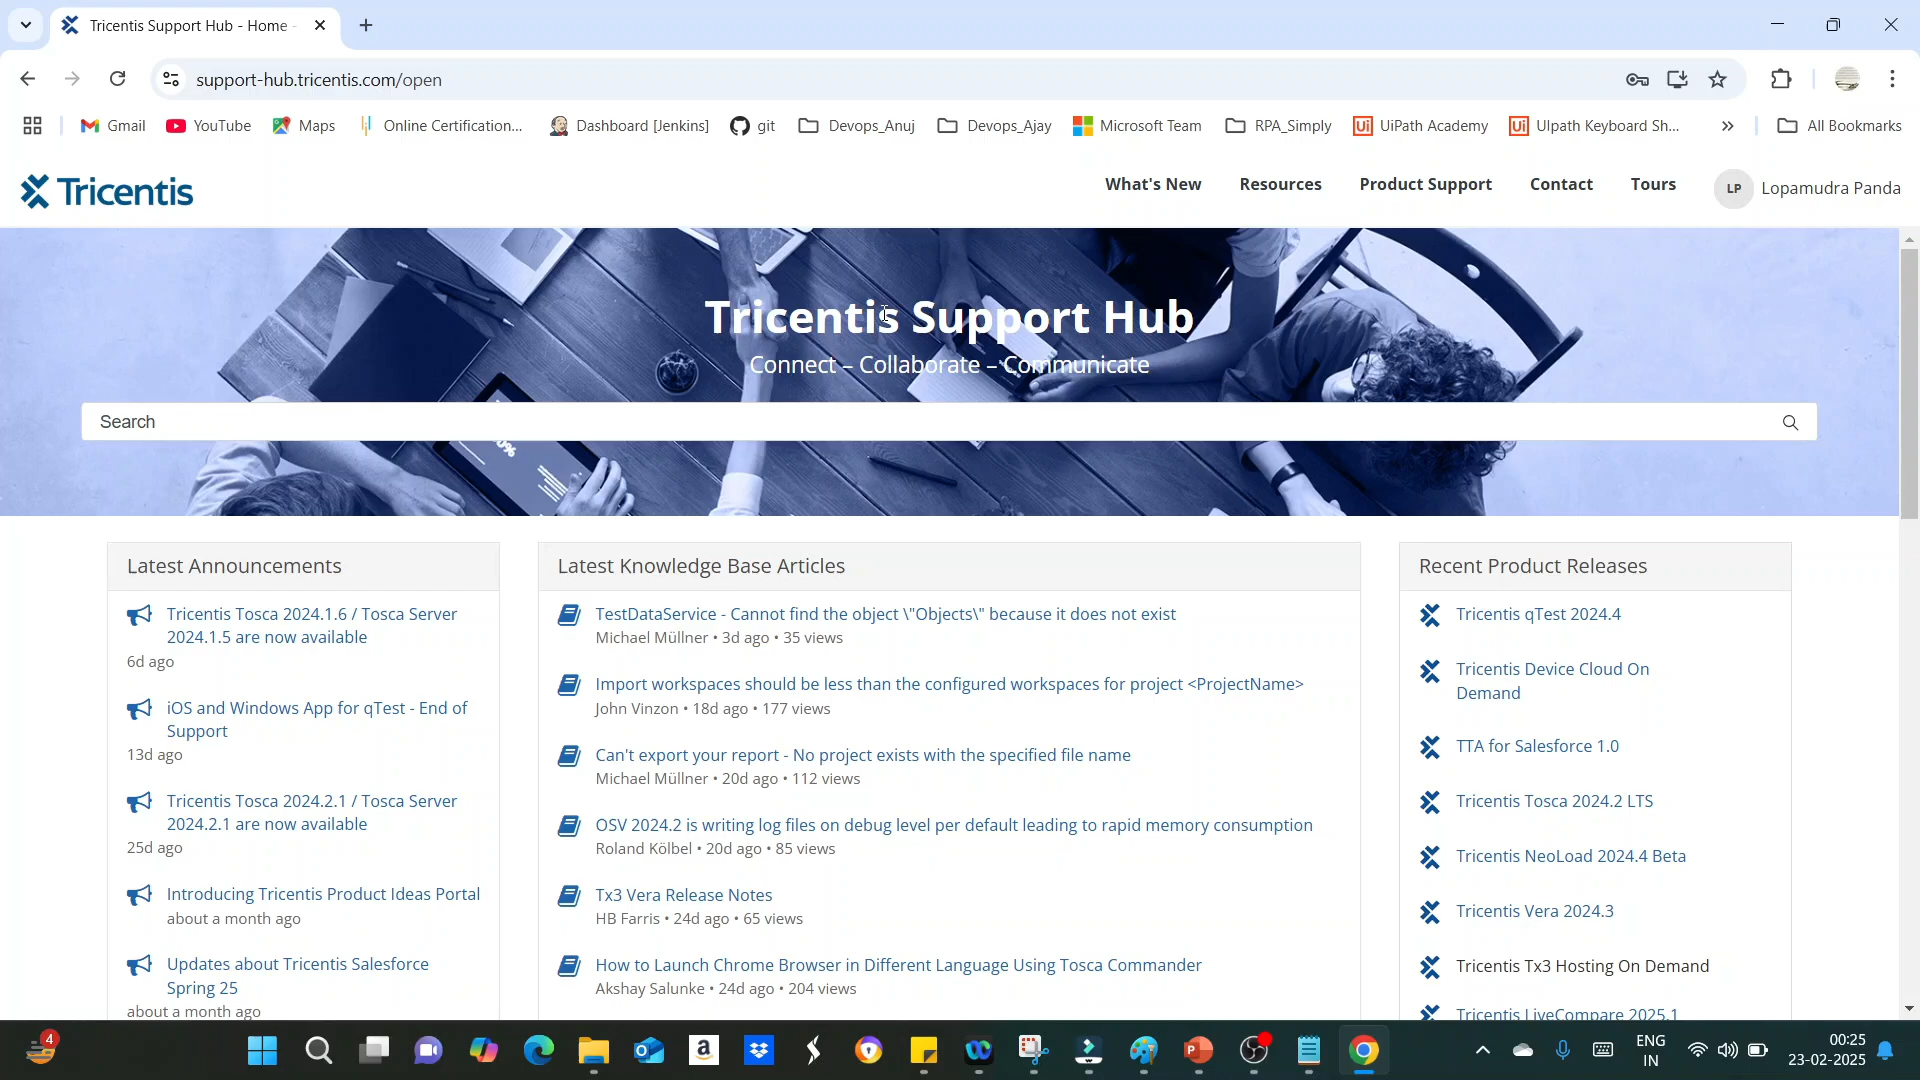 Tricentis Support Hub - Home -
support-hub.tricentis.com/open
Gmail
YouTube
Maps
Online Certification...
Dashboard [Jenkins]
git
Devops_Anuj
Devops_Ajay
Microsoft Team
RPA_Simply
UiPath Academy
UIpath Keyboard Sh...
All Bookmarks
Tricentis
What's New
Resources
Product Support
Contact
Tours
LP
Lopamudra Panda
Tricentis Support Hub
Connect – Collaborate – Communicate
Search
Latest Announcements
Tricentis Tosca 2024.1.6 / Tosca Server
2024.1.5 are now available
6d ago
iOS and Windows App for qTest - End of
Support
13d ago
Tricentis Tosca 2024.2.1 / Tosca Server
2024.2.1 are now available
25d ago
Introducing Tricentis Product Ideas Portal
about a month ago
Updates about Tricentis Salesforce
Spring 25
about a month ago
Latest Knowledge Base Articles
TestDataService - Cannot find the object \"Objects\" because it does not exist
Michael Müllner • 3d ago • 35 views
Import workspaces should be less than the configured workspaces for project <ProjectName>
John Vinzon • 18d ago • 177 views
Can't export your report - No project exists with the specified file name
Michael Müllner • 20d ago • 112 views
OSV 2024.2 is writing log files on debug level per default leading to rapid memory consumption
Roland Kölbel • 20d ago • 85 views
Tx3 Vera Release Notes
HB Farris • 24d ago • 65 views
How to Launch Chrome Browser in Different Language Using Tosca Commander
Akshay Salunke • 24d ago • 204 views
Recent Product Releases
Tricentis qTest 2024.4
Tricentis Device Cloud On
Demand
TTA for Salesforce 1.0
Tricentis Tosca 2024.2 LTS
Tricentis NeoLoad 2024.4 Beta
Tricentis Vera 2024.3
Tricentis Tx3 Hosting On Demand
Tricentis LiveCompare 2025.1
4
ENG
IN
00:25
23-02-2025